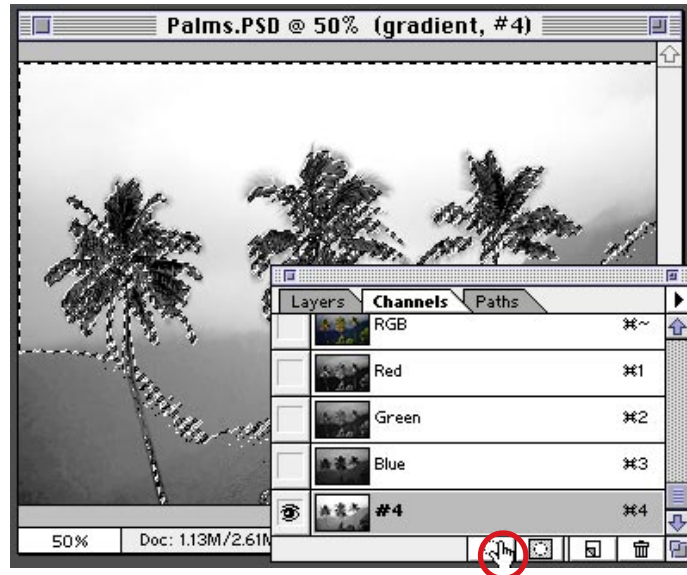 Palms.PSD @ 50% (gradient, #4)
Layers Channels Paths
RGB ⌘~
Red ⌘1
Green ⌘2
Blue ⌘3
#4 ⌘4
50% Doc: 1.13M/2.61M